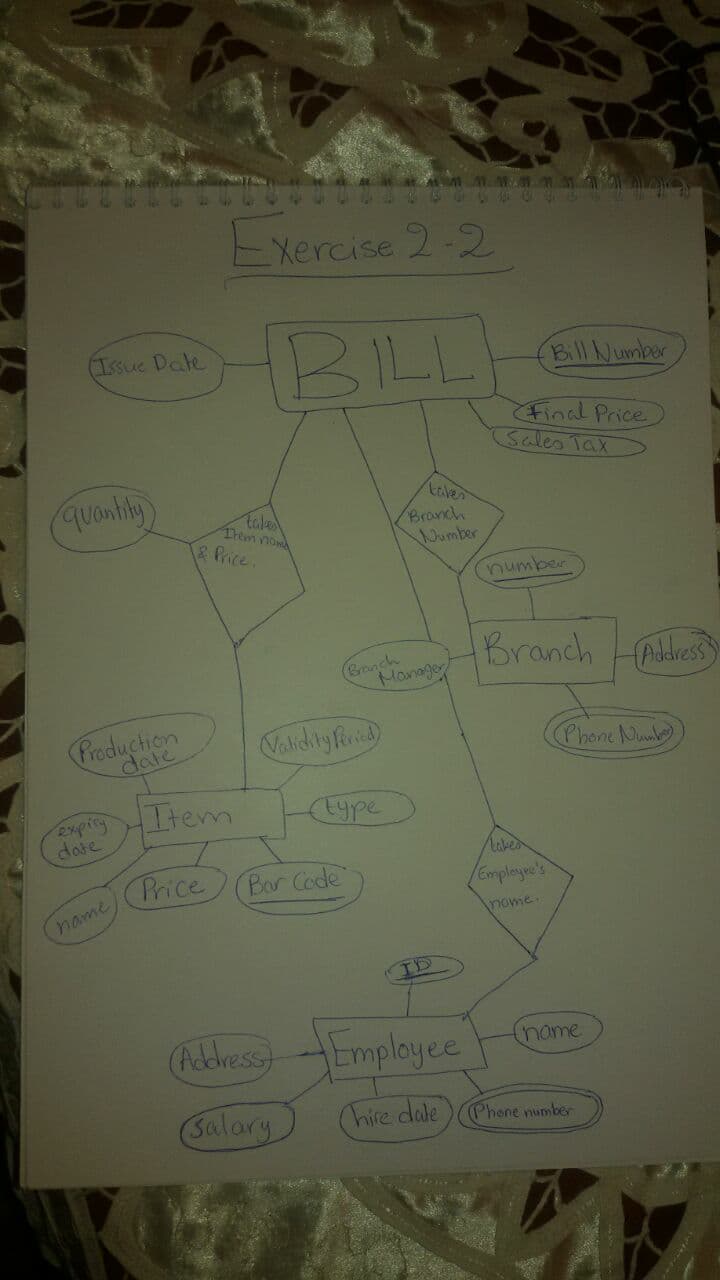 Exercise 2-2
BILL
Issue Date
Bill Number
Final Price
Sales Tax
quantity
takes
Item name
& Price.
takes
Branch
Number
number
Branch
Branch
Manager
Address
Phone Number
Production
date
Validity Period
Item
type
expiry
date
name
Price
Bar Code
takes
Employee's
name.
ID
Employee
name
Address
salary
hire date
Phone number